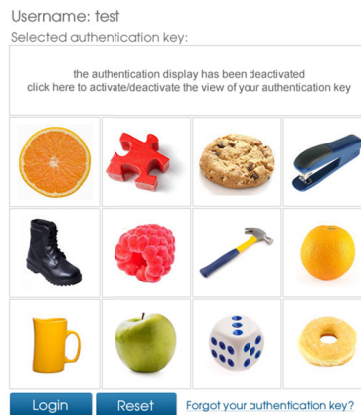 Username: test
Selected authentication key:
the authentication display has been deactivated
click here to activate/deactivate the view of your authentication key
Login
Reset
Forgot your authentication key?